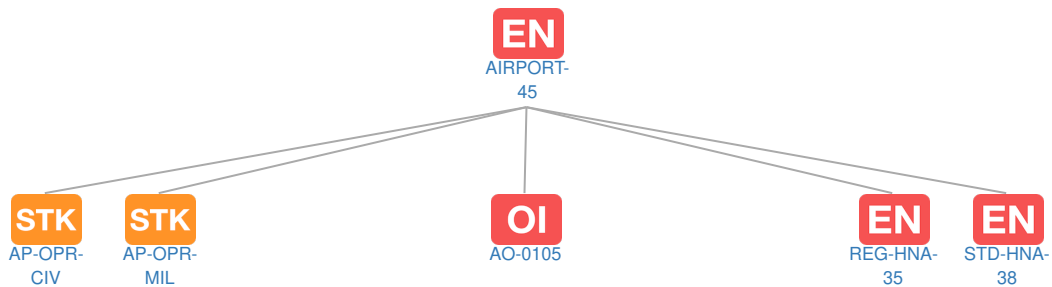 EN
AIRPORT-
45
STK
AP-OPR-
CIV
STK
AP-OPR-
MIL
OI
AO-0105
EN
REG-HNA-
35
EN
STD-HNA-
38